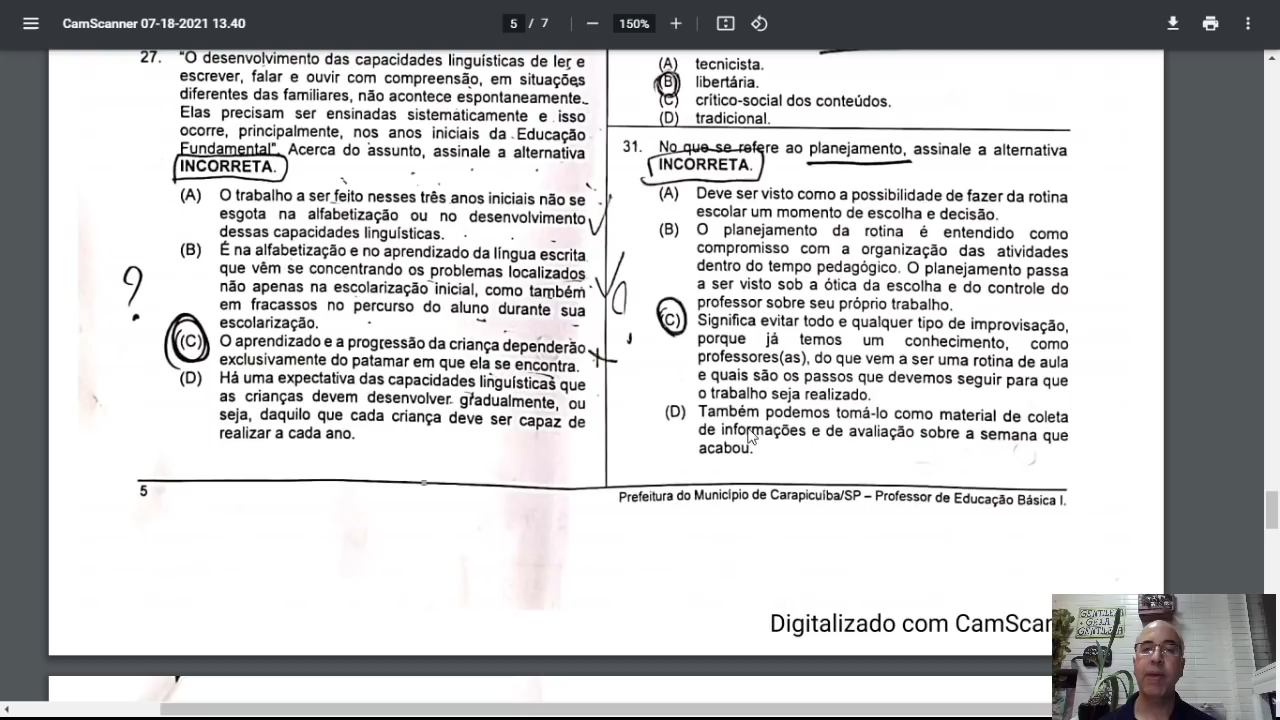 CamScanner 07-18-2021 13.40
5 / 7
150%
27. "O desenvolvimento das capacidades linguísticas de ler e
escrever, falar e ouvir com compreensão, em situações
diferentes das familiares, não acontece espontaneamente.
Elas precisam ser ensinadas sistematicamente e isso
ocorre, principalmente, nos anos iniciais da Educação
Fundamental". Acerca do assunto, assinale a alternativa
INCORRETA.
(A) O trabalho a ser feito nesses três anos iniciais não se
esgota na alfabetização ou no desenvolvimento
dessas capacidades linguísticas.
(B) É na alfabetização e no aprendizado da língua escrita
que vêm se concentrando os problemas localizados
não apenas na escolarização inicial, como também
em fracassos no percurso do aluno durante sua
escolarização.
?
(C) O aprendizado e a progressão da criança dependerão
exclusivamente do patamar em que ela se encontra.
(D) Há uma expectativa das capacidades linguísticas que
as crianças devem desenvolver gradualmente, ou
seja, daquilo que cada criança deve ser capaz de
realizar a cada ano.
5
(A) tecnicista.
(B) libertária.
(C) crítico-social dos conteúdos.
(D) tradicional.
31. No que se refere ao planejamento, assinale a alternativa
INCORRETA.
(A) Deve ser visto como a possibilidade de fazer da rotina
escolar um momento de escolha e decisão.
(B) O planejamento da rotina é entendido como
compromisso com a organização das atividades
dentro do tempo pedagógico. O planejamento passa
a ser visto sob a ótica da escolha e do controle do
professor sobre seu próprio trabalho.
(C) Significa evitar todo e qualquer tipo de improvisação,
porque já temos um conhecimento, como
professores(as), do que vem a ser uma rotina de aula
e quais são os passos que devemos seguir para que
o trabalho seja realizado.
(D) Também podemos tomá-lo como material de coleta
de informações e de avaliação sobre a semana que
acabou.
Prefeitura do Município de Carapicuíba/SP – Professor de Educação Básica I.
Digitalizado com CamScan
GENTILEZA
GERA
GENTILEZA